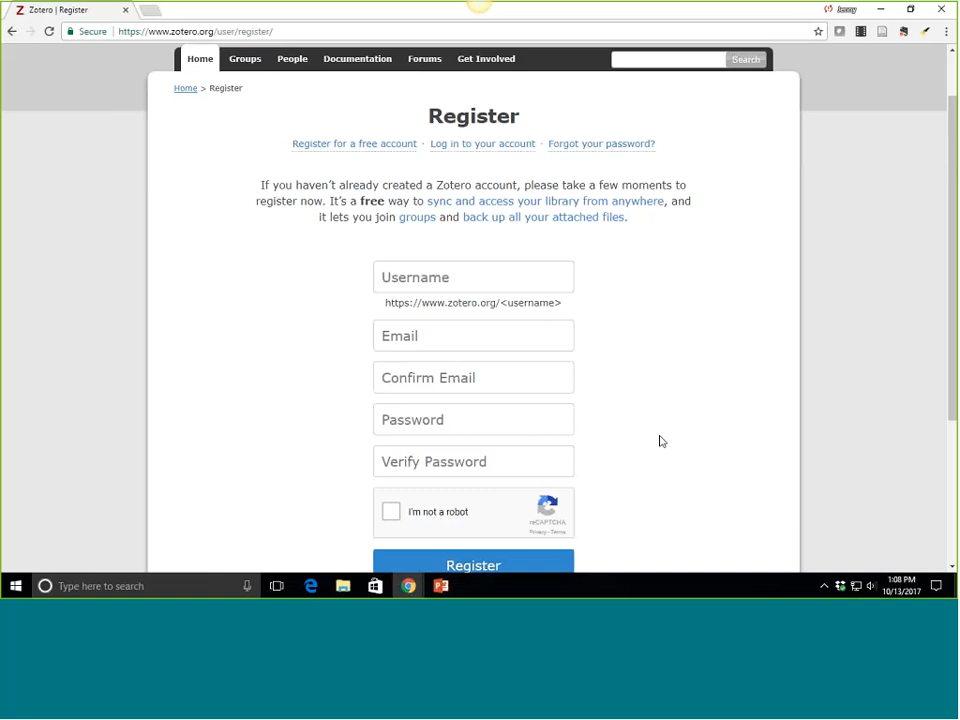 Zotero | Register
Jenny
Secure
https://www.zotero.org/user/register/
Home
Groups
People
Documentation
Forums
Get Involved
Search
Home > Register
Register
Register for a free account · Log in to your account · Forgot your password?
If you haven't already created a Zotero account, please take a few moments to
register now. It's a free way to sync and access your library from anywhere, and
it lets you join groups and back up all your attached files.
Username
https://www.zotero.org/<username>
Email
Confirm Email
Password
Verify Password
I'm not a robot
reCAPTCHA
Privacy - Terms
Register
Type here to search
1:08 PM
10/13/2017